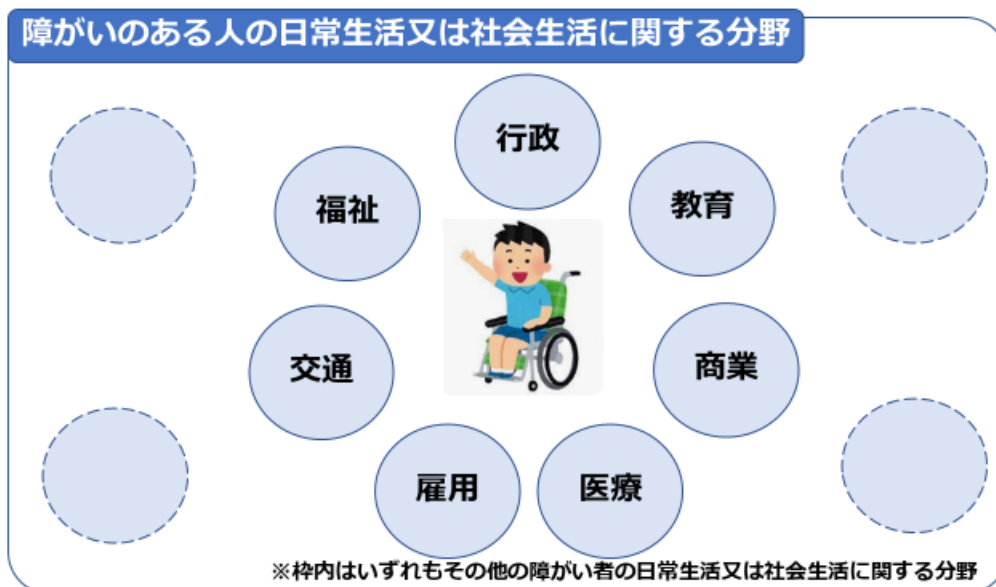 障がいのある人の日常生活又は社会生活に関する分野
行政
福祉
教育
交通
商業
雇用
医療
※枠内はいずれもその他の障がい者の日常生活又は社会生活に関する分野